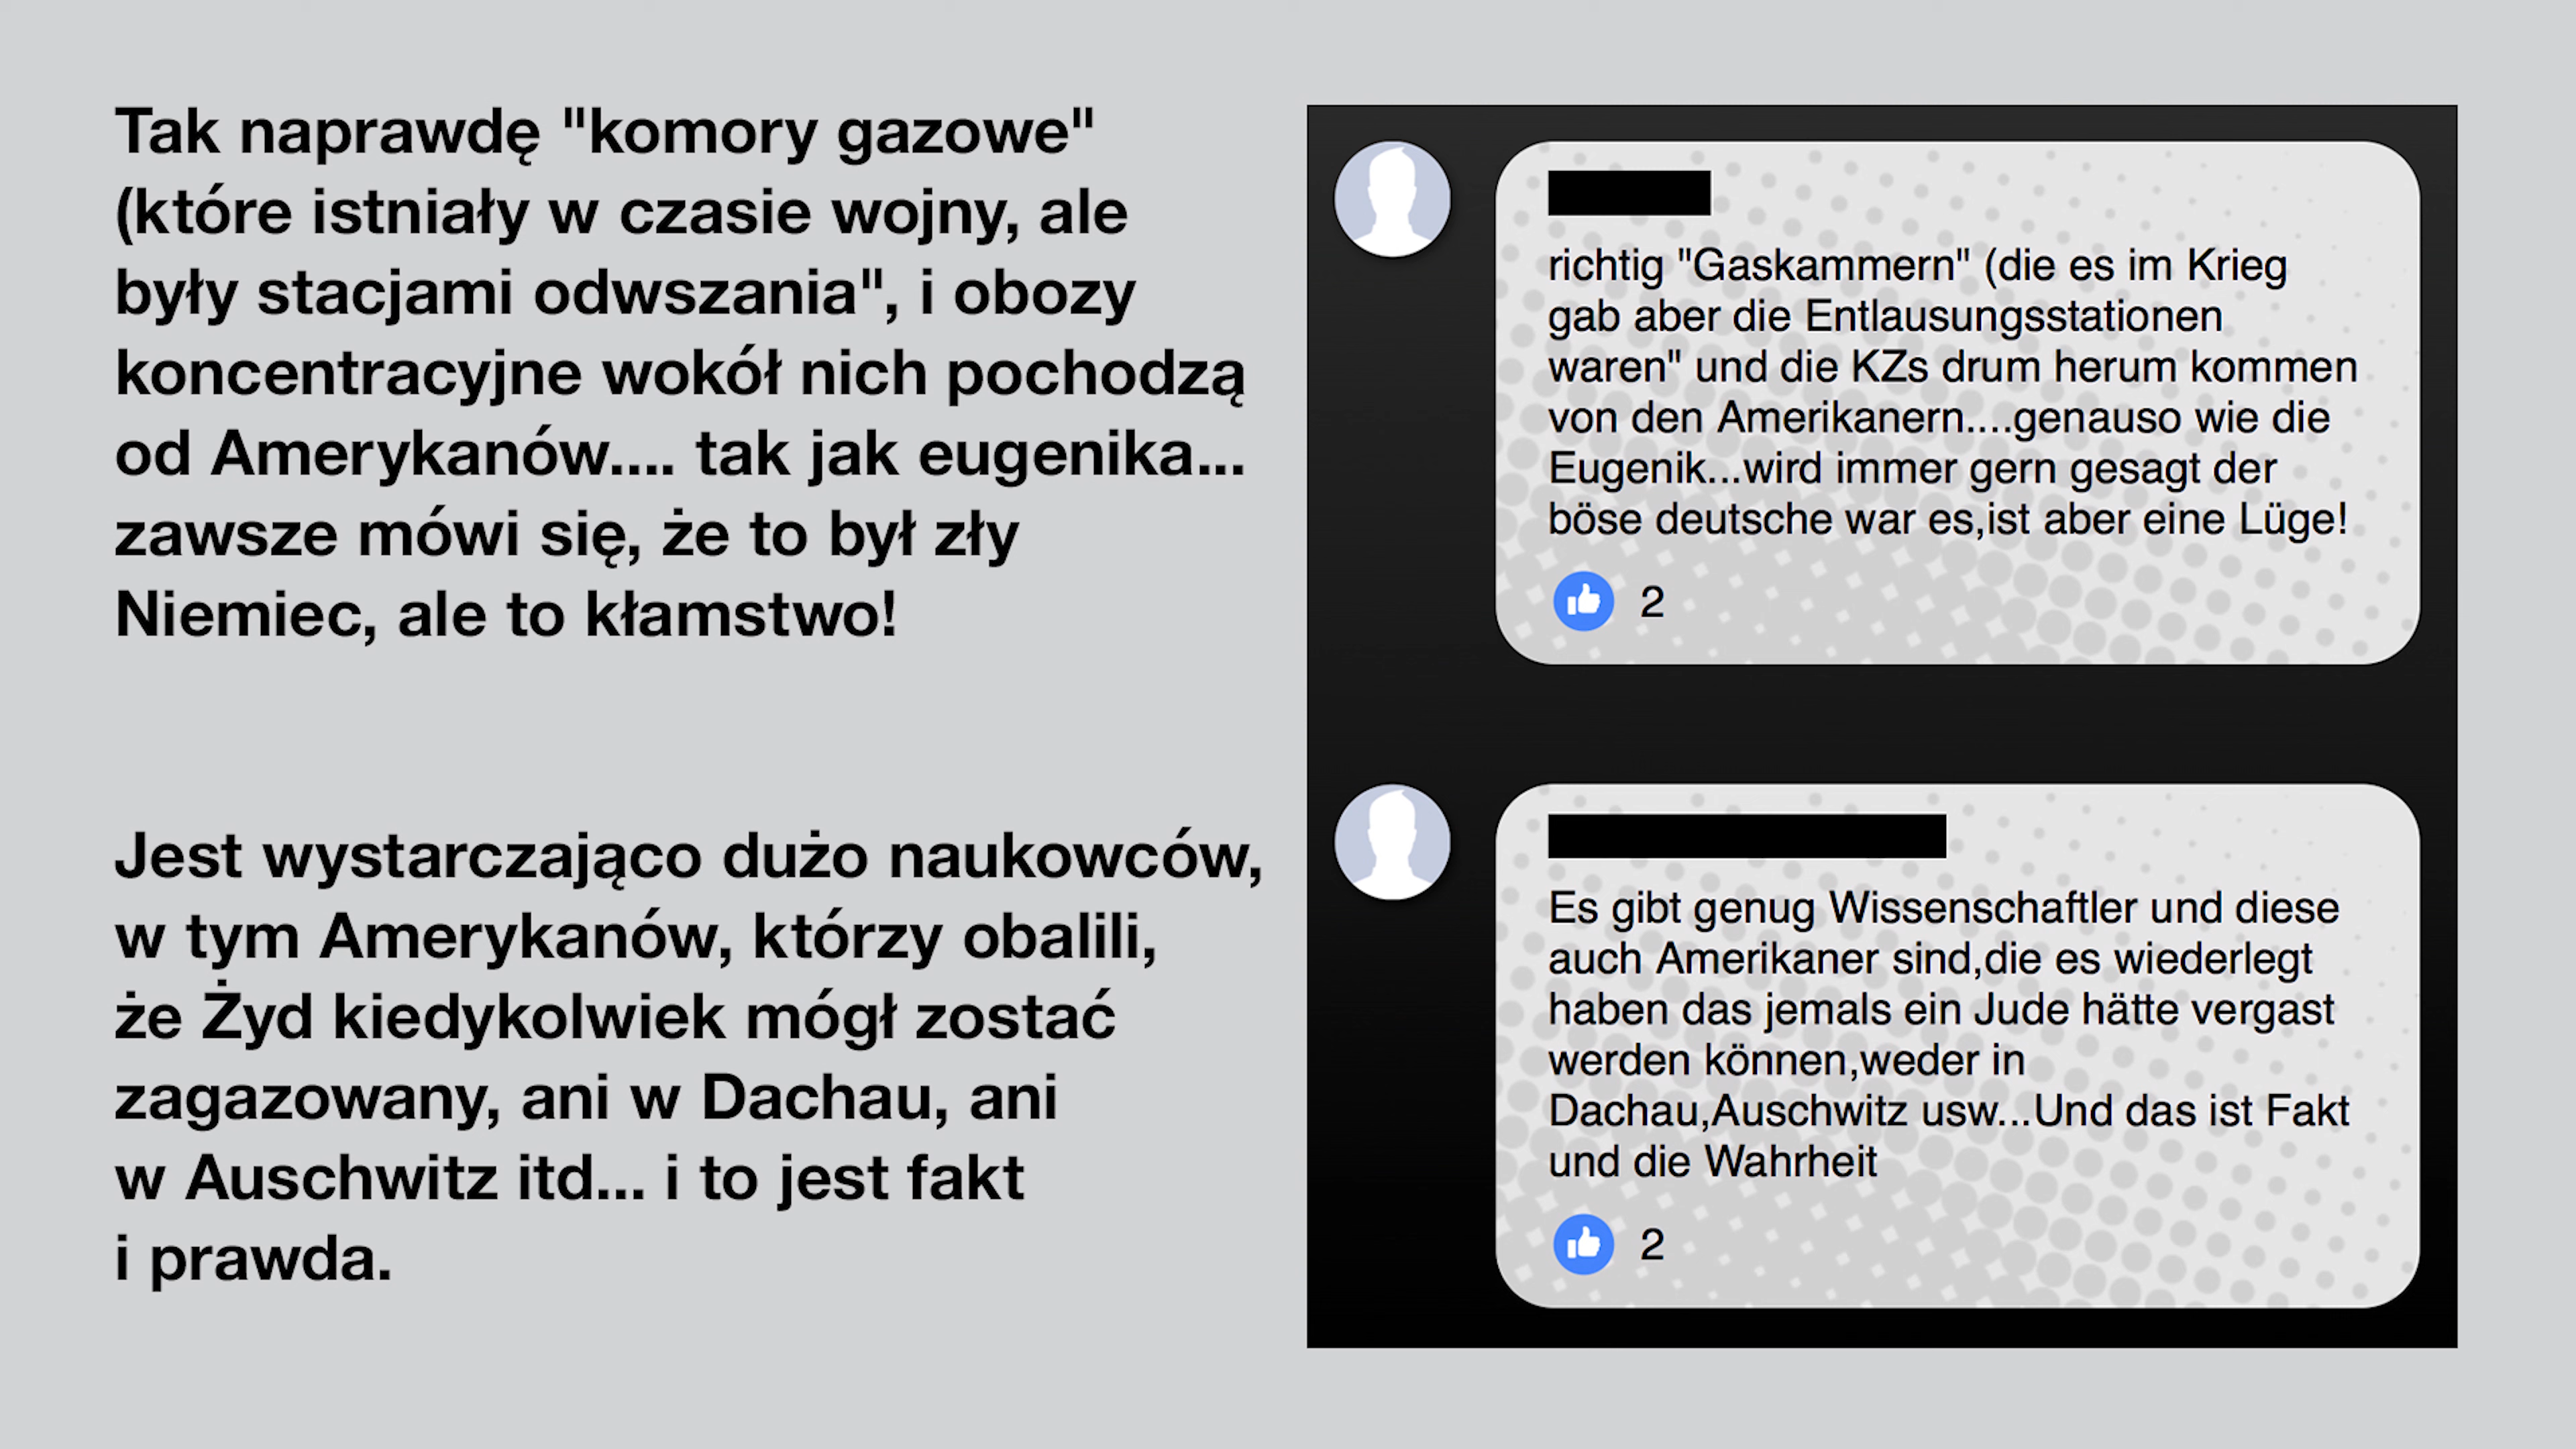 Tak naprawdę "komory gazowe"
(które istniały w czasie wojny, ale
były stacjami odwszania", i obozy
koncentracyjne wokół nich pochodzą
od Amerykanów.... tak jak eugenika...
zawsze mówi się, że to był zły
Niemiec, ale to kłamstwo!
Jest wystarczająco dużo naukowców,
w tym Amerykanów, którzy obalili,
że Żyd kiedykolwiek mógł zostać
zagazowany, ani w Dachau, ani
w Auschwitz itd... i to jest fakt
i prawda.
richtig "Gaskammern" (die es im Krieg
gab aber die Entlausungsstationen
waren" und die KZs drum herum kommen
von den Amerikanern....genauso wie die
Eugenik...wird immer gern gesagt der
böse deutsche war es,ist aber eine Lüge!
2
Es gibt genug Wissenschaftler und diese
auch Amerikaner sind,die es wiederlegt
haben das jemals ein Jude hätte vergast
werden können,weder in
Dachau,Auschwitz usw...Und das ist Fakt
und die Wahrheit
2